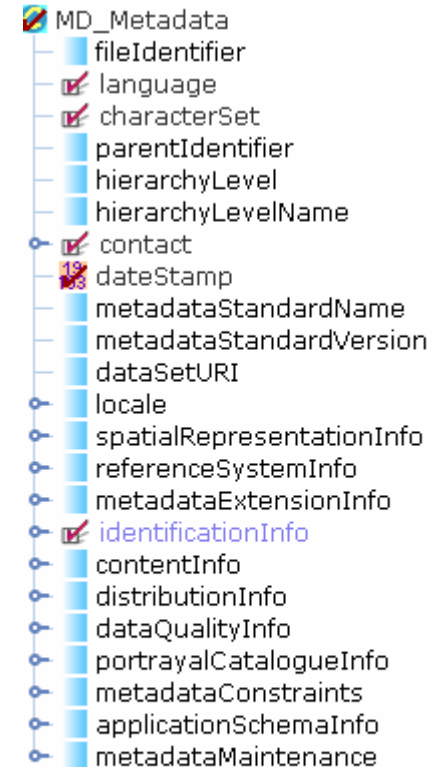 MD_Metadata
fileIdentifier
language
characterSet
parentIdentifier
hierarchyLevel
hierarchyLevelName
contact
dateStamp
metadataStandardName
metadataStandardVersion
dataSetURI
locale
spatialRepresentationInfo
referenceSystemInfo
metadataExtensionInfo
identificationInfo
contentInfo
distributionInfo
dataQualityInfo
portrayalCatalogueInfo
metadataConstraints
applicationSchemaInfo
metadataMaintenance